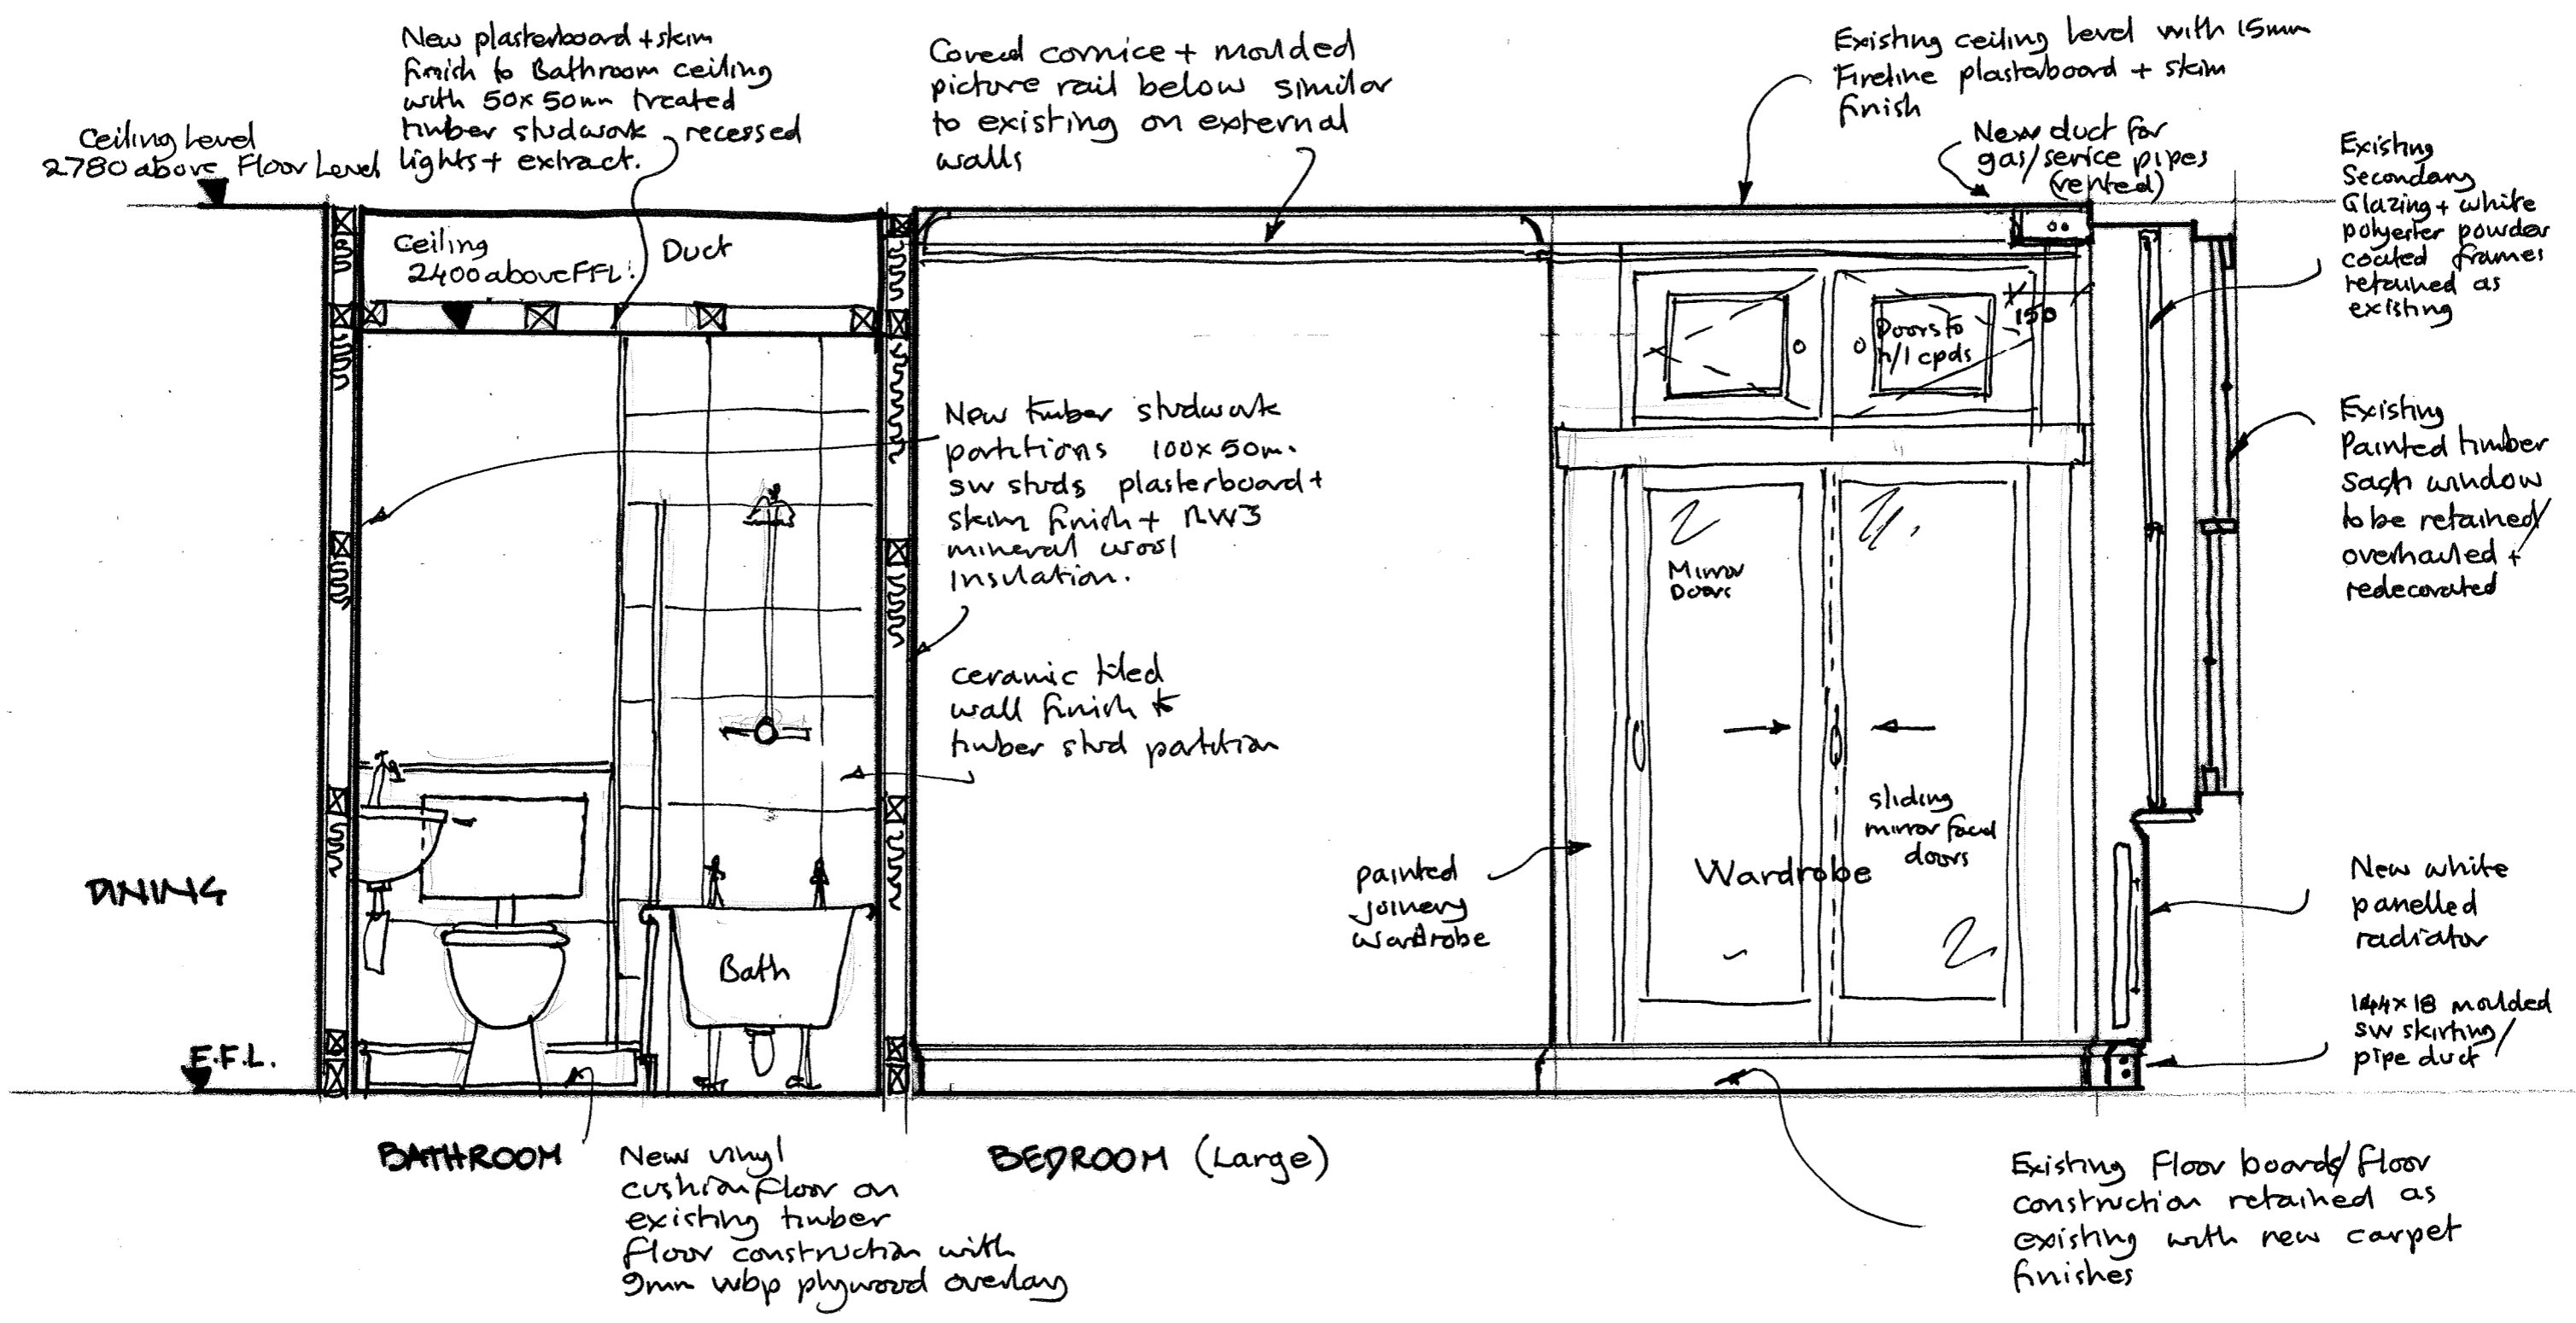 New plasterboard + skim
finish to Bathroom ceiling
with 50x50mm treated
timber studwork, recessed
lights + extract.
Coved cornice + moulded
picture rail below similar
to existing on external
walls
Existing ceiling level with 15mm
Fireline plasterboard + skim
finish
New duct for
gas/service pipes
(vented)
Ceiling Level
2780 above Floor Level
Existing
Secondary
Glazing + white
polyester powder
coated frames
retained as
existing
Ceiling
2400 above FFL.
Duct
150
Doors to
h/l cpds
New timber studwork
partitions 100x50m.
sw studs plasterboard +
skim finish + RW3
mineral wool
Insulation.
Existing
Painted timber
sash window
to be retained/
overhauled +
redecorated
Mirror
Doors
ceramic tiled
wall finish to
timber stud partition
sliding
mirror faced
doors
Wardrobe
painted
joinery
wardrobe
DINING
New white
panelled
radiator
Bath
144x18 moulded
sw skirting/
pipe duct
F.F.L.
BATHROOM
New vinyl
cushionfloor on
existing timber
floor construction with
9mm wbp plywood overlay
BEDROOM (Large)
Existing Floor boards/floor
construction retained as
existing with new carpet
finishes